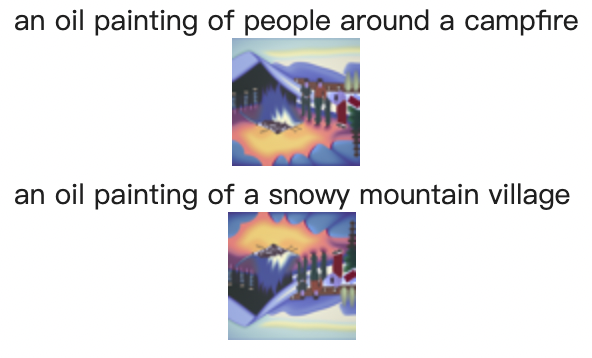 an oil painting of people around a campfire
an oil painting of a snowy mountain village